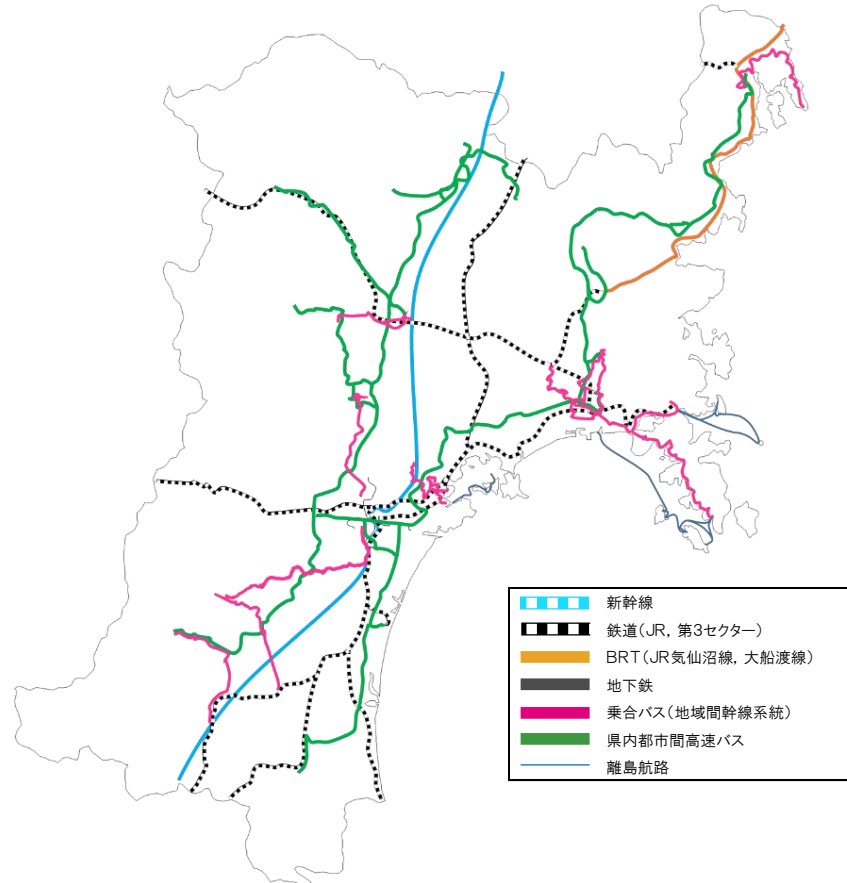 新幹線
鉄道(JR, 第3セクター)
BRT(JR気仙沼線, 大船渡線)
地下鉄
乗合バス(地域間幹線系統)
県内都市間高速バス
離島航路